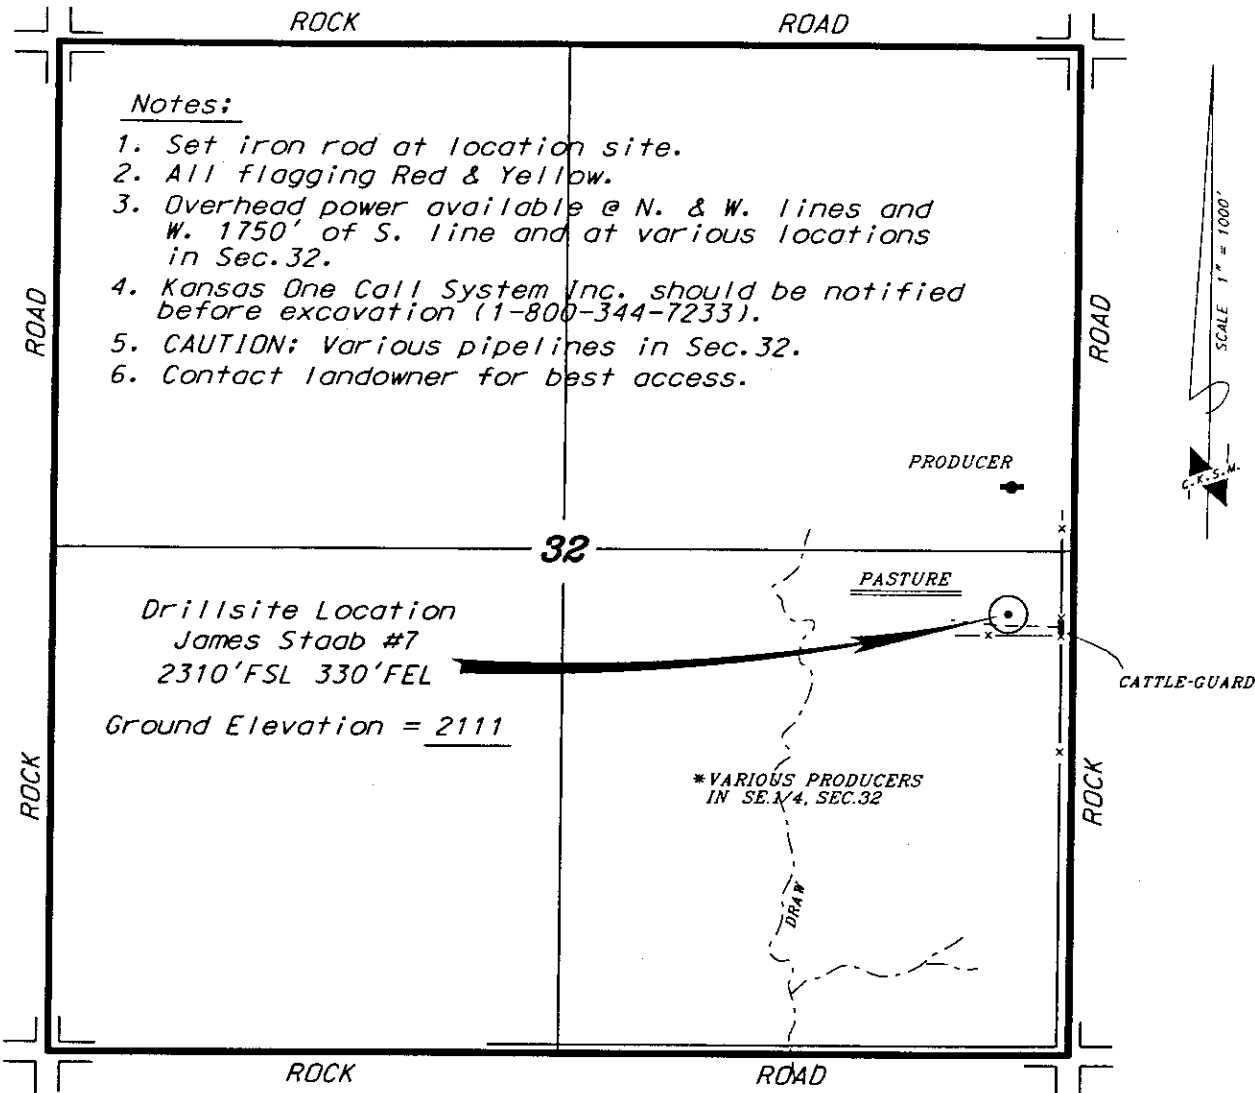 ROCK ROAD
Notes:
1. Set iron rod at location site.
2. All flagging Red & Yellow.
3. Overhead power available @ N. & W. lines and
W. 1750' of S. line and at various locations
in Sec.32.
4. Kansas One Call System Inc. should be notified
before excavation (1-800-344-7233).
5. CAUTION: Various pipelines in Sec.32.
6. Contact landowner for best access.
ROAD
ROAD
SCALE 1" = 1000'
C.K.S.M.
PRODUCER
32
PASTURE
Drillsite Location
James Staab #7
2310'FSL 330'FEL
Ground Elevation = 2111
CATTLE-GUARD
*VARIOUS PRODUCERS
IN SE.1/4, SEC.32
ROCK
ROCK
DRAW
ROCK ROAD